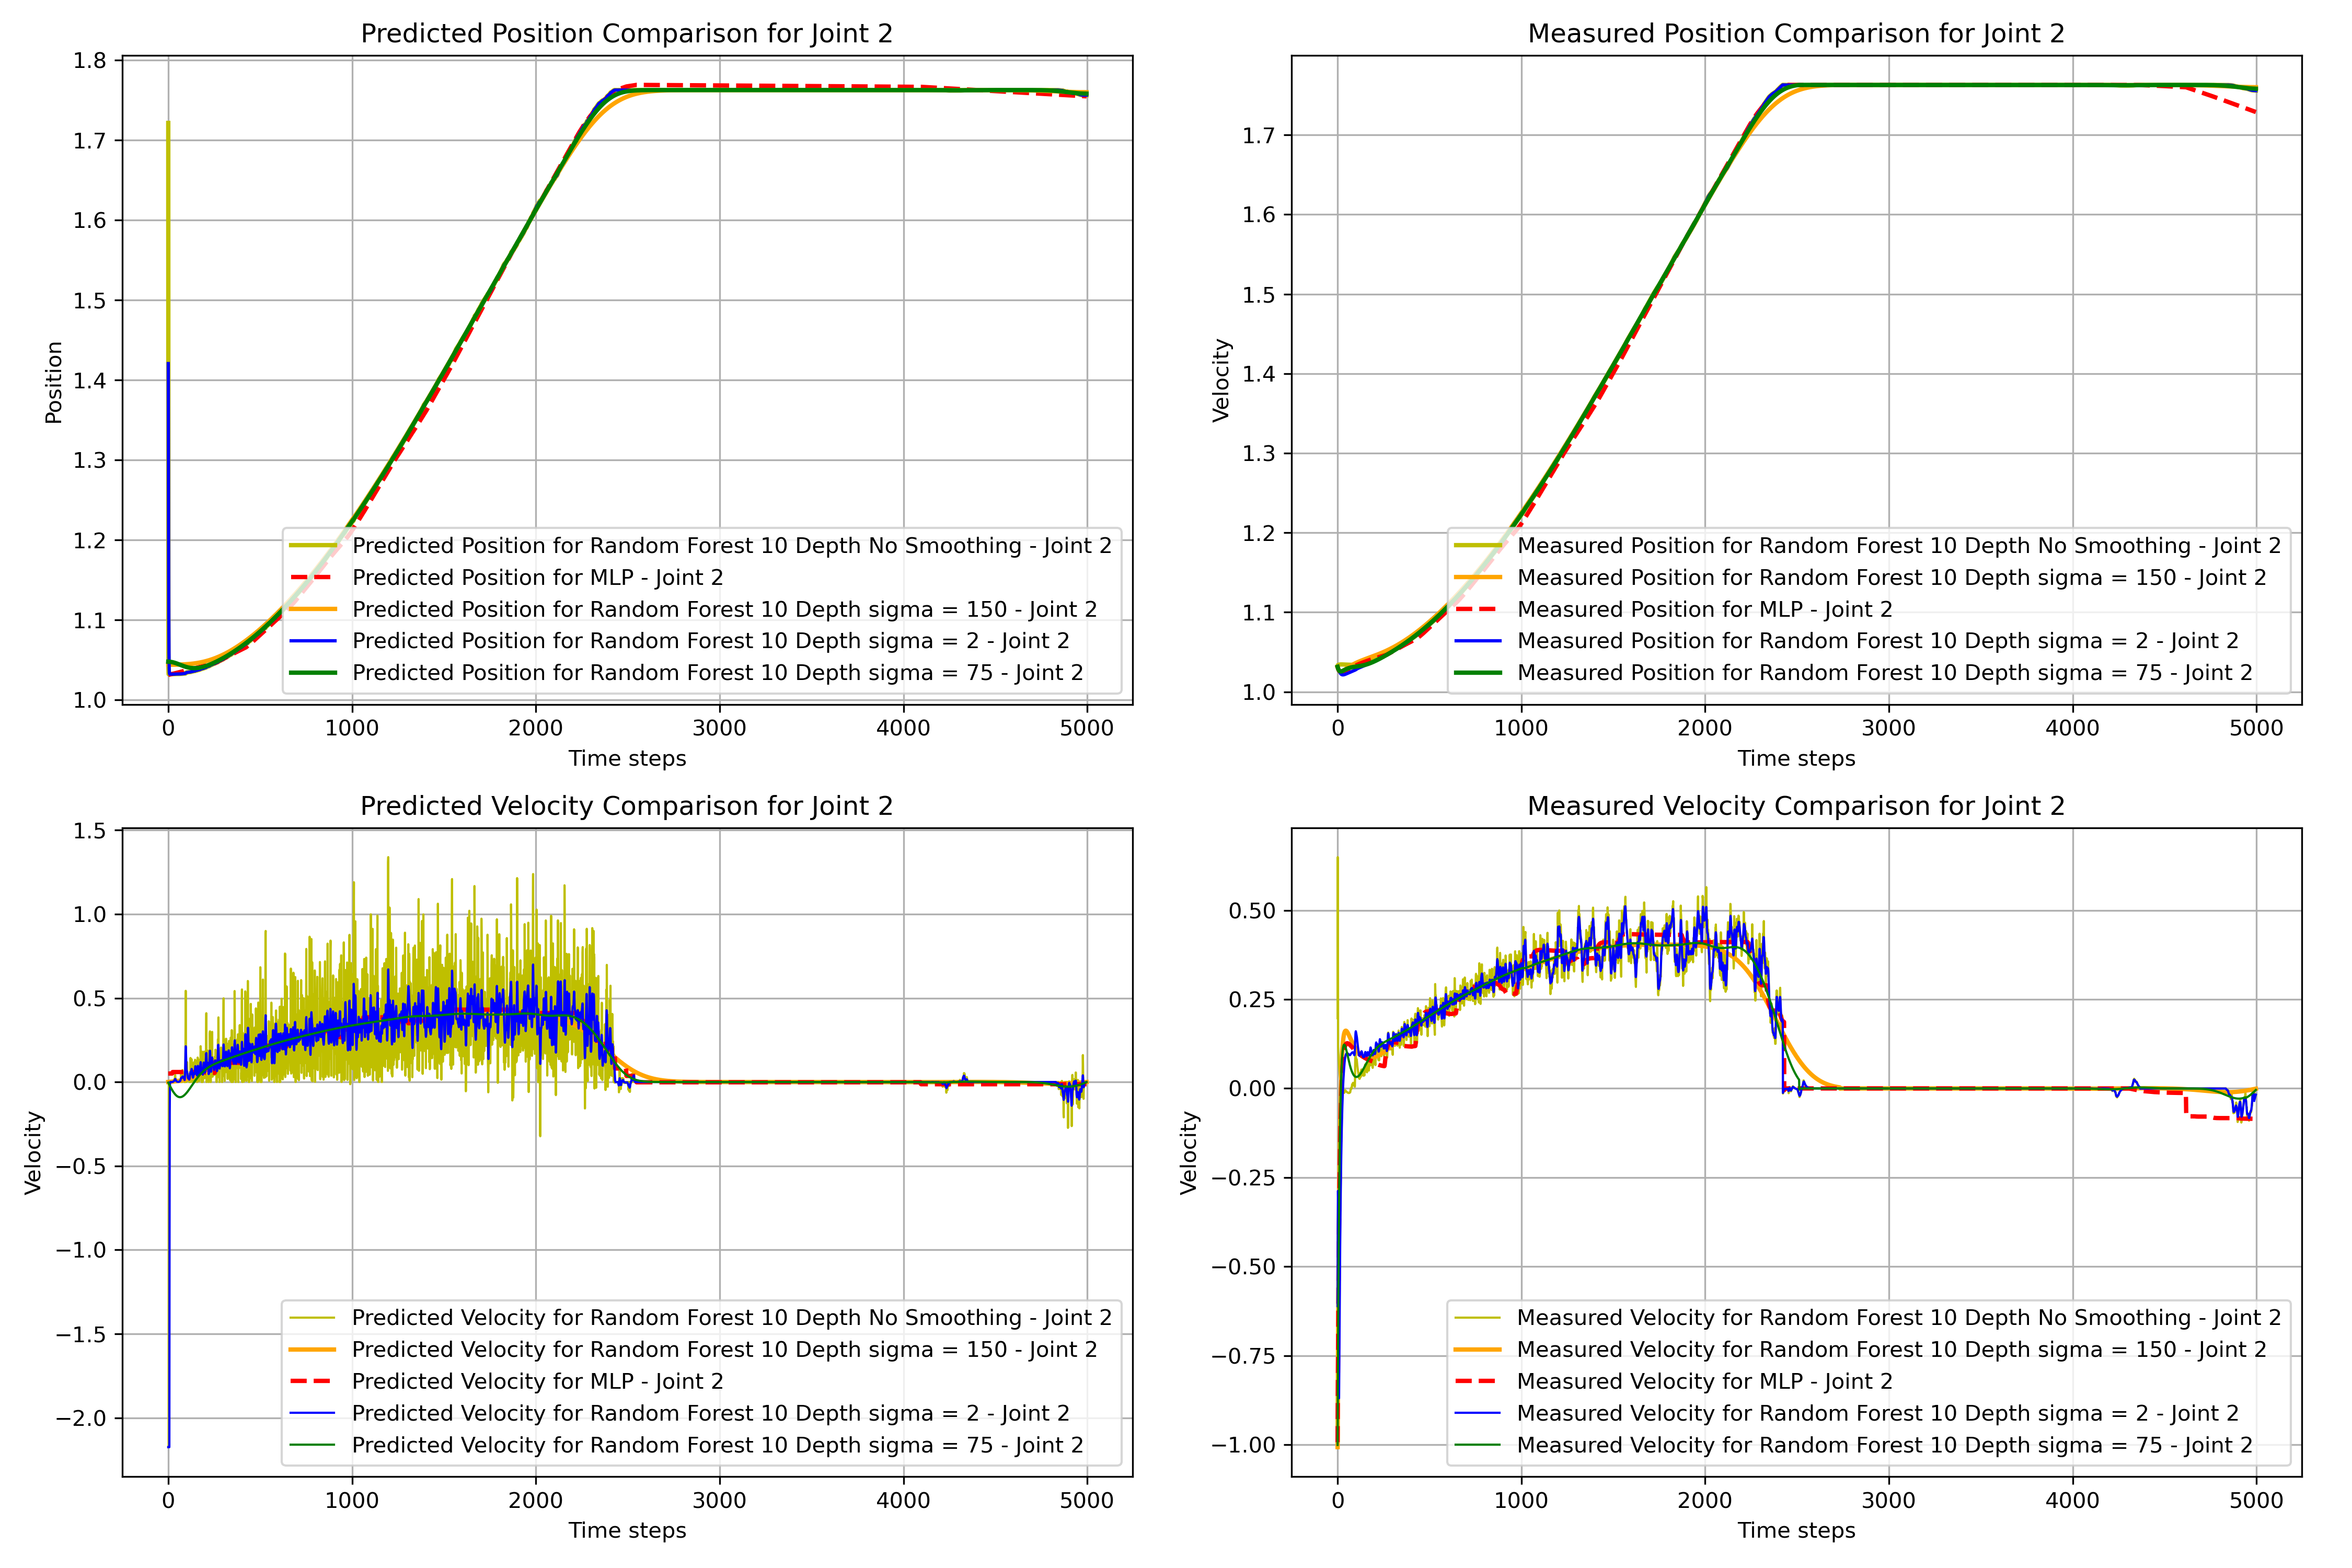 Predicted Position Comparison for Joint 2
1.8
1.7
1.6
1.5
1.4
1.3
1.2
1.1
1.0
Position
Predicted Position for Random Forest 10 Depth No Smoothing - Joint 2
Predicted Position for MLP - Joint 2
Predicted Position for Random Forest 10 Depth sigma = 150 - Joint 2
Predicted Position for Random Forest 10 Depth sigma = 2 - Joint 2
Predicted Position for Random Forest 10 Depth sigma = 75 - Joint 2
0 1000 2000 3000 4000 5000
Time steps
Measured Position Comparison for Joint 2
1.7
1.6
1.5
1.4
1.3
1.2
1.1
1.0
Velocity
Measured Position for Random Forest 10 Depth No Smoothing - Joint 2
Measured Position for Random Forest 10 Depth sigma = 150 - Joint 2
Measured Position for MLP - Joint 2
Measured Position for Random Forest 10 Depth sigma = 2 - Joint 2
Measured Position for Random Forest 10 Depth sigma = 75 - Joint 2
0 1000 2000 3000 4000 5000
Time steps
Predicted Velocity Comparison for Joint 2
1.5
1.0
0.5
0.0
−0.5
−1.0
−1.5
−2.0
Velocity
Predicted Velocity for Random Forest 10 Depth No Smoothing - Joint 2
Predicted Velocity for Random Forest 10 Depth sigma = 150 - Joint 2
Predicted Velocity for MLP - Joint 2
Predicted Velocity for Random Forest 10 Depth sigma = 2 - Joint 2
Predicted Velocity for Random Forest 10 Depth sigma = 75 - Joint 2
0 1000 2000 3000 4000 5000
Time steps
Measured Velocity Comparison for Joint 2
0.50
0.25
0.00
−0.25
−0.50
−0.75
−1.00
Velocity
Measured Velocity for Random Forest 10 Depth No Smoothing - Joint 2
Measured Velocity for Random Forest 10 Depth sigma = 150 - Joint 2
Measured Velocity for MLP - Joint 2
Measured Velocity for Random Forest 10 Depth sigma = 2 - Joint 2
Measured Velocity for Random Forest 10 Depth sigma = 75 - Joint 2
0 1000 2000 3000 4000 5000
Time steps